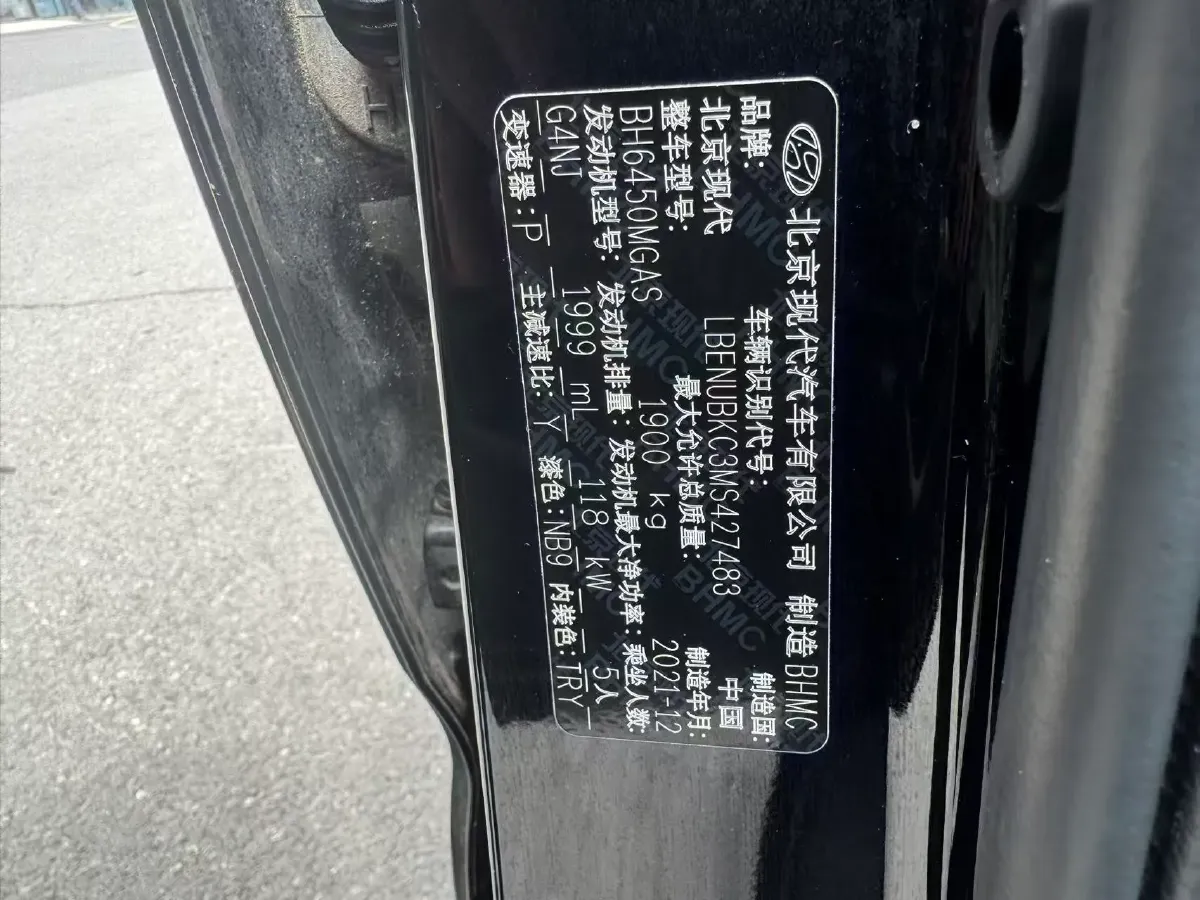 北京现代汽车有限公司 制造 BHMC
品牌: 车辆识别代号: 制造国:
北京现代 LBENUBKC3MS427483 中国
整车型号: 最大允许总质量: 制造年月:
BH6450MGAS 1900 kg 2021-12
发动机型号: 发动机排量: 发动机最大净功率: 乘坐人数:
G4NJ 1999 mL 118 kW 5人
变速器:P 主减速比:Y 漆色:NB9 内装色:TRY